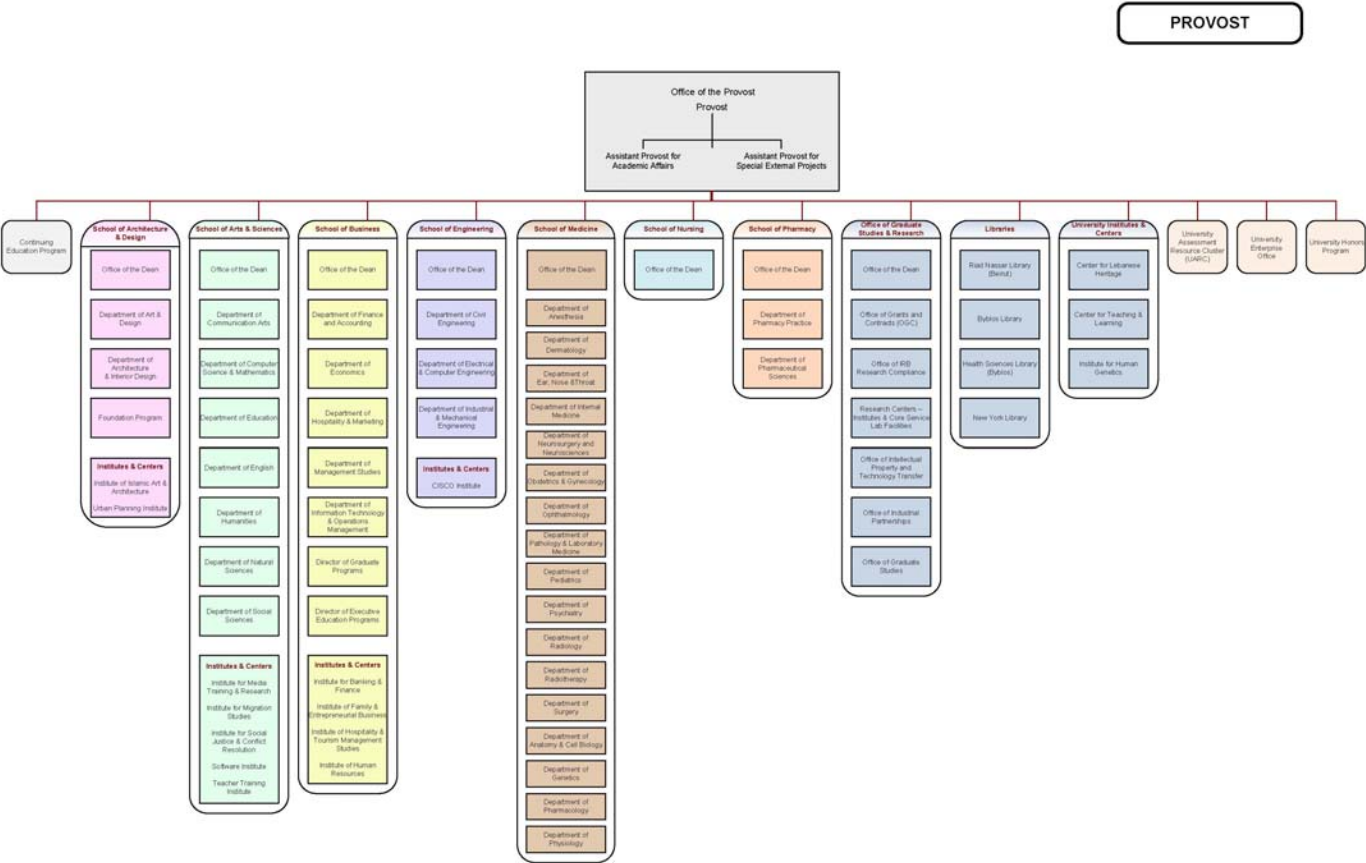 PROVOST
Office of the Provost
Provost
Assistant Provost for
Academic Affairs
Assistant Provost for
Special External Projects
Continuing
Education Program
School of Architecture
& Design
Office of the Dean
Department of Art &
Design
Department of
Architecture
& Interior Design
Foundation Program
Institutes & Centers
Institute of Islamic Art &
Architecture
Urban Planning Institute
School of Arts & Sciences
Office of the Dean
Department of
Communication Arts
Department of Computer
Science & Mathematics
Department of Education
Department of English
Department of
Humanities
Department of Natural
Sciences
Department of Social
Sciences
Institutes & Centers
Institute for Media
Training & Research
Institute for Migration
Studies
Institute for Social
Justice & Conflict
Resolution
Software Institute
Teacher Training
Institute
School of Business
Office of the Dean
Department of Finance
and Accounting
Department of
Economics
Department of
Hospitality & Marketing
Department of
Management Studies
Department of
Information Technology
& Operations
Management
Director of Graduate
Programs
Director of Executive
Education Programs
Institutes & Centers
Institute for Banking &
Finance
Institute of Family &
Entrepreneurial Business
Institute of Hospitality &
Tourism Management
Studies
Institute of Human
Resources
School of Engineering
Office of the Dean
Department of Civil
Engineering
Department of Electrical
& Computer Engineering
Department of Industrial
& Mechanical
Engineering
Institutes & Centers
CISCO Institute
School of Medicine
Office of the Dean
Department of
Anesthesia
Department of
Dermatology
Department of
Ear, Nose &Throat
Department of Internal
Medicine
Department of
Neurosurgery and
Neurosciences
Department of
Obstetrics & Gynecology
Department of
Ophthalmology
Department of
Pathology & Laboratory
Medicine
Department of
Pediatrics
Department of
Psychiatry
Department of
Radiology
Department of
Radiotherapy
Department of
Surgery
Department of
Anatomy & Cell Biology
Department of
Genetics
Department of
Pharmacology
Department of
Physiology
School of Nursing
Office of the Dean
School of Pharmacy
Office of the Dean
Department of
Pharmacy Practice
Department of
Pharmaceutical
Sciences
Office of Graduate
Studies & Research
Office of the Dean
Office of Grants and
Contracts (OGC)
Office of IRB
Research Compliance
Research Centers –
Institutes & Core Service
Lab Facilities
Office of Intellectual
Property and
Technology Transfer
Office of Industrial
Partnerships
Office of Graduate
Studies
Libraries
Riad Nassar Library
(Beirut)
Byblos Library
Health Sciences Library
(Byblos)
New York Library
University Institutes &
Centers
Center for Lebanese
Heritage
Center for Teaching &
Learning
Institute for Human
Genetics
University
Assessment
Resource Cluster
(UARC)
University
Enterprise
Office
University Honors
Program